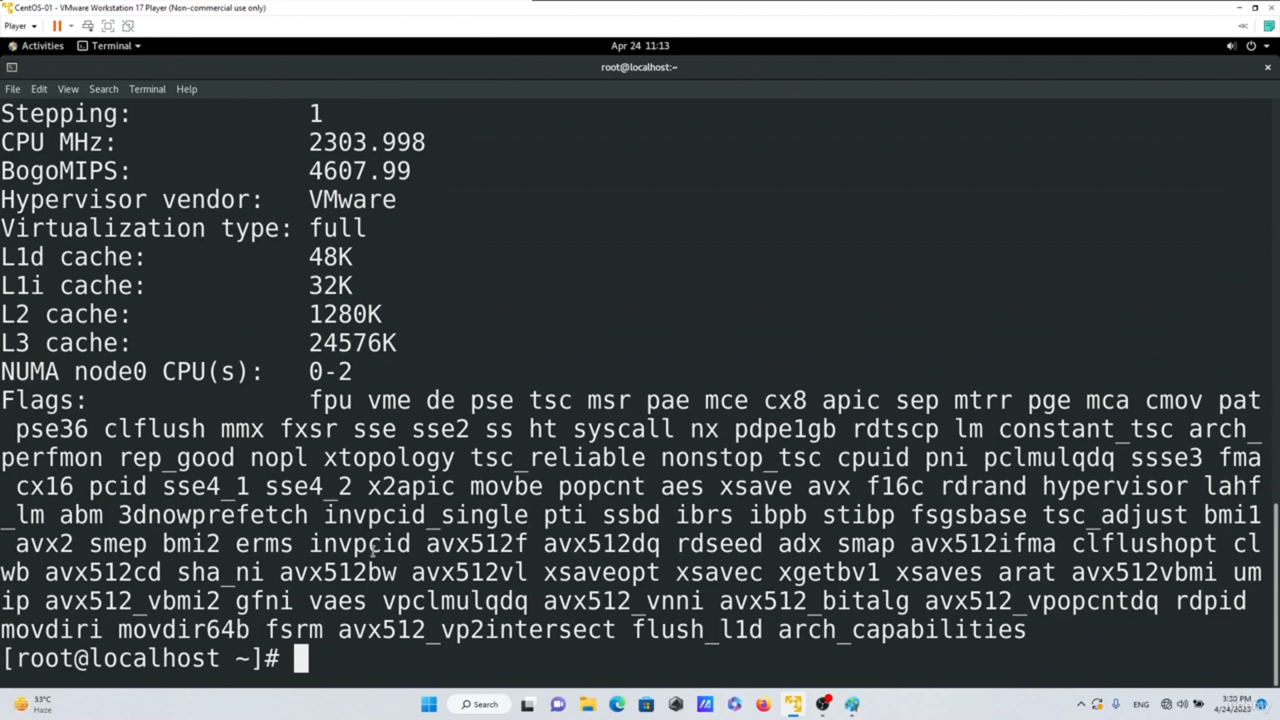 CentOS-01 - VMware Workstation 17 Player (Non-commercial use only)
Player
Activities Terminal Apr 24 11:13
root@localhost:~
File Edit View Search Terminal Help
Stepping: 1
CPU MHz: 2303.998
BogoMIPS: 4607.99
Hypervisor vendor: VMware
Virtualization type: full
L1d cache: 48K
L1i cache: 32K
L2 cache: 1280K
L3 cache: 24576K
NUMA node0 CPU(s): 0-2
Flags: fpu vme de pse tsc msr pae mce cx8 apic sep mtrr pge mca cmov pat
pse36 clflush mmx fxsr sse sse2 ss ht syscall nx pdpe1gb rdtscp lm constant_tsc arch_
perfmon rep_good nopl xtopology tsc_reliable nonstop_tsc cpuid pni pclmulqdq ssse3 fma
cx16 pcid sse4_1 sse4_2 x2apic movbe popcnt aes xsave avx f16c rdrand hypervisor lahf
_lm abm 3dnowprefetch invpcid_single pti ssbd ibrs ibpb stibp fsgsbase tsc_adjust bmi1
avx2 smep bmi2 erms invpcid avx512f avx512dq rdseed adx smap avx512ifma clflushopt cl
wb avx512cd sha_ni avx512bw avx512vl xsaveopt xsavec xgetbv1 xsaves arat avx512vbmi um
ip avx512_vbmi2 gfni vaes vpclmulqdq avx512_vnni avx512_bitalg avx512_vpopcntdq rdpid
movdiri movdir64b fsrm avx512_vp2intersect flush_l1d arch_capabilities
[root@localhost ~]#
33°C
Haze
Search
ENG